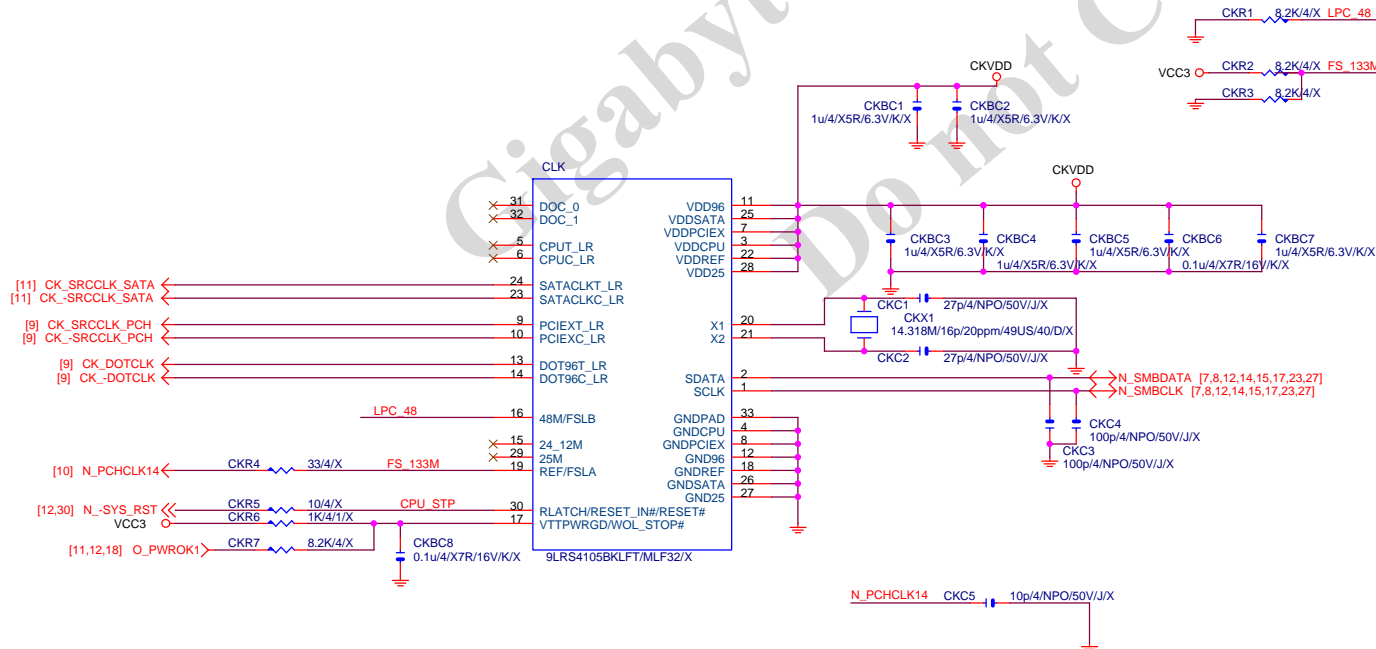 Gigabyt
Do not C
CKR1 8.2K/4/X LPC_48
VCC3 CKR2 8.2K/4/X FS_133M
CKR3 8.2K/4/X
CKVDD
CKBC1
1u/4/X5R/6.3V/K/X
CKBC2
1u/4/X5R/6.3V/K/X
CKVDD
CKBC3
1u/4/X5R/6.3V/K/X
CKBC4
1u/4/X5R/6.3V/K/X
CKBC5
1u/4/X5R/6.3V/K/X
CKBC6
0.1u/4/X7R/16V/K/X
CKBC7
1u/4/X5R/6.3V/K/X
CLK
31 DOC_0
32 DOC_1
5 CPUT_LR
6 CPUC_LR
[11] CK_SRCCLK_SATA 24 SATACLKT_LR
[11] CK_-SRCCLK_SATA 23 SATACLKC_LR
[9] CK_SRCCLK_PCH 9 PCIEXT_LR
[9] CK_-SRCCLK_PCH 10 PCIEXC_LR
[9] CK_DOTCLK 13 DOT96T_LR
[9] CK_-DOTCLK 14 DOT96C_LR
LPC_48 16 48M/FSLB
15 24_12M
29 25M
[10] N_PCHCLK14 CKR4 33/4/X FS_133M 19 REF/FSLA
[12,30] N_-SYS_RST CKR5 10/4/X CPU_STP 30 RLATCH/RESET_IN#/RESET#
VCC3 CKR6 1K/4/1/X 17 VTTPWRGD/WOL_STOP#
[11,12,18] O_PWROK1 CKR7 8.2K/4/X
CKBC8
0.1u/4/X7R/16V/K/X
VDD96 11
VDDSATA 25
VDDPCIEX 7
VDDCPU 3
VDDREF 22
VDD25 28
X1 20
X2 21
CKC1 27p/4/NPO/50V/J/X
CKX1
14.318M/16p/20ppm/49US/40/D/X
CKC2 27p/4/NPO/50V/J/X
SDATA 2 N_SMBDATA [7,8,12,14,15,17,23,27]
SCLK 1 N_SMBCLK [7,8,12,14,15,17,23,27]
CKC4
100p/4/NPO/50V/J/X
CKC3
100p/4/NPO/50V/J/X
GNDPAD 33
GNDCPU 4
GNDPCIEX 8
GND96 12
GNDREF 18
GNDSATA 26
GND25 27
9LRS4105BKLFT/MLF32/X
N_PCHCLK14 CKC5 10p/4/NPO/50V/J/X